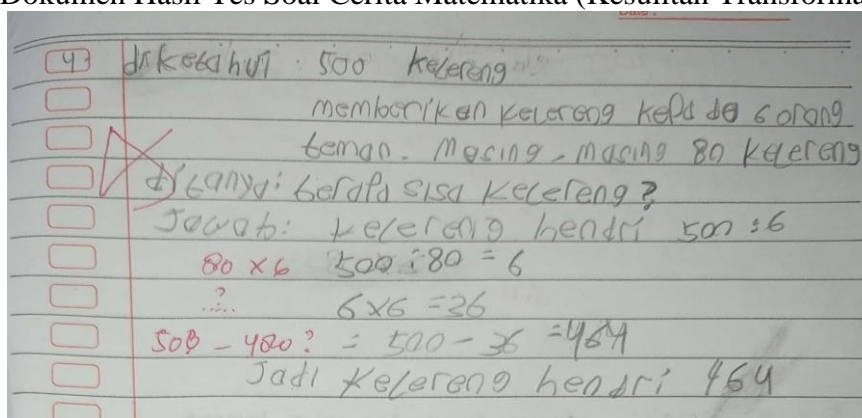 Dokumen Hasil Tes Soal Cerita Matematika (Kesulitan Transforma
4) diketahui : 500 kelereng
memberikan kelereng kepada 6 orang
teman. Masing-masing 80 kelereng
ditanya: berapa sisa kelereng?
Jawab: kelereng hendri 500 : 6
80 x 6 500 : 80 = 6
? ..... 6x6 = 36
500 - 480? = 500 - 36 = 464
Jadi kelereng hendri 464